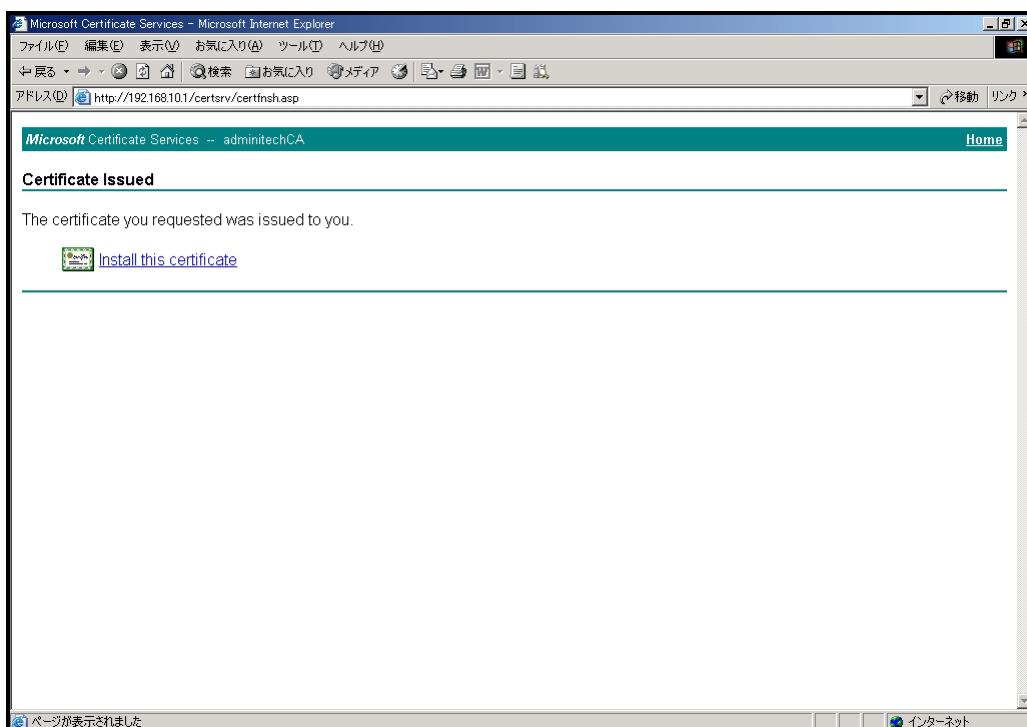 Microsoft Certificate Services - Microsoft Internet Explorer
ファイル(F) 編集(E) 表示(V) お気に入り(A) ツール(T) ヘルプ(H)
戻る 検索 お気に入り メディア
アドレス(D) http://192.168.10.1/certsrv/certfnsh.asp 移動 リンク »
Microsoft Certificate Services -- adminitechCA Home
Certificate Issued
The certificate you requested was issued to you.
Install this certificate
ページが表示されました インターネット